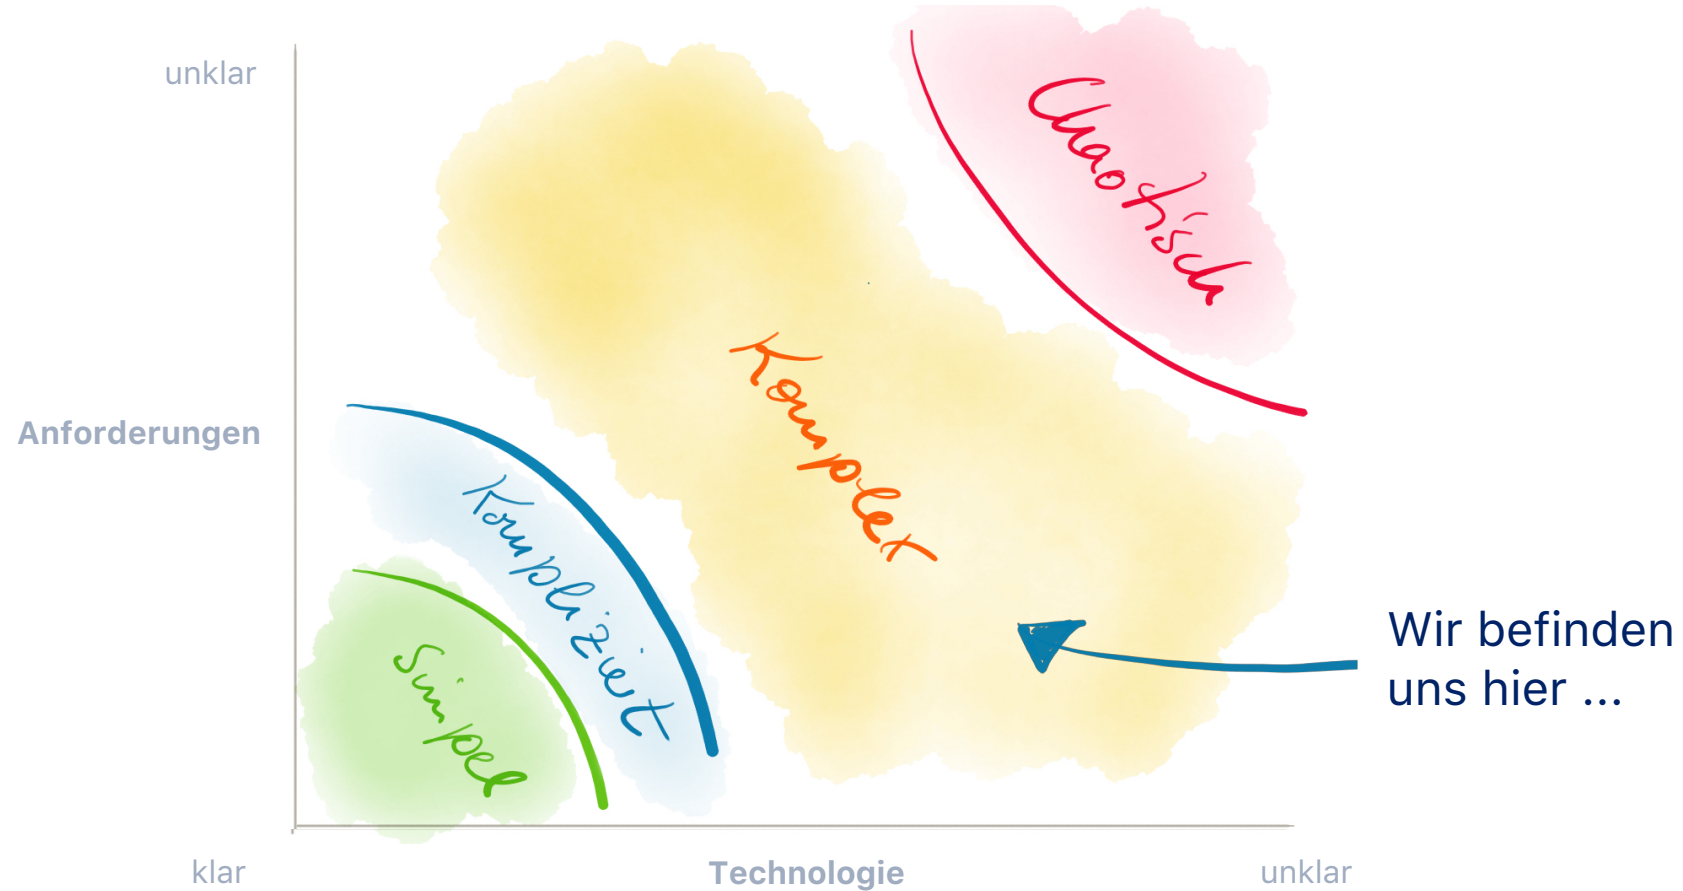 unklar
Chaotisch
Komplex
Anforderungen
Kompliziert
Simpel
Wir befinden
uns hier ...
klar
Technologie
unklar